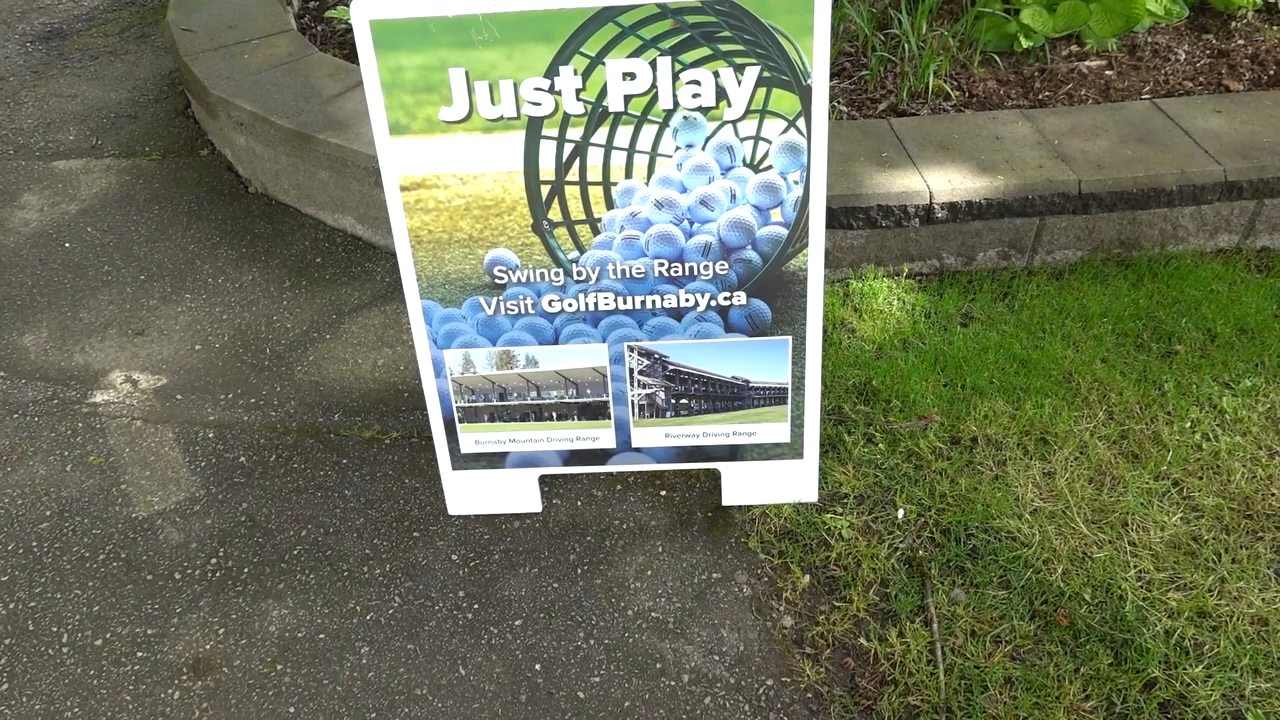 Just Play
Swing by the Range
Visit GolfBurnaby.ca
Burnaby Mountain Driving Range
Riverway Driving Range